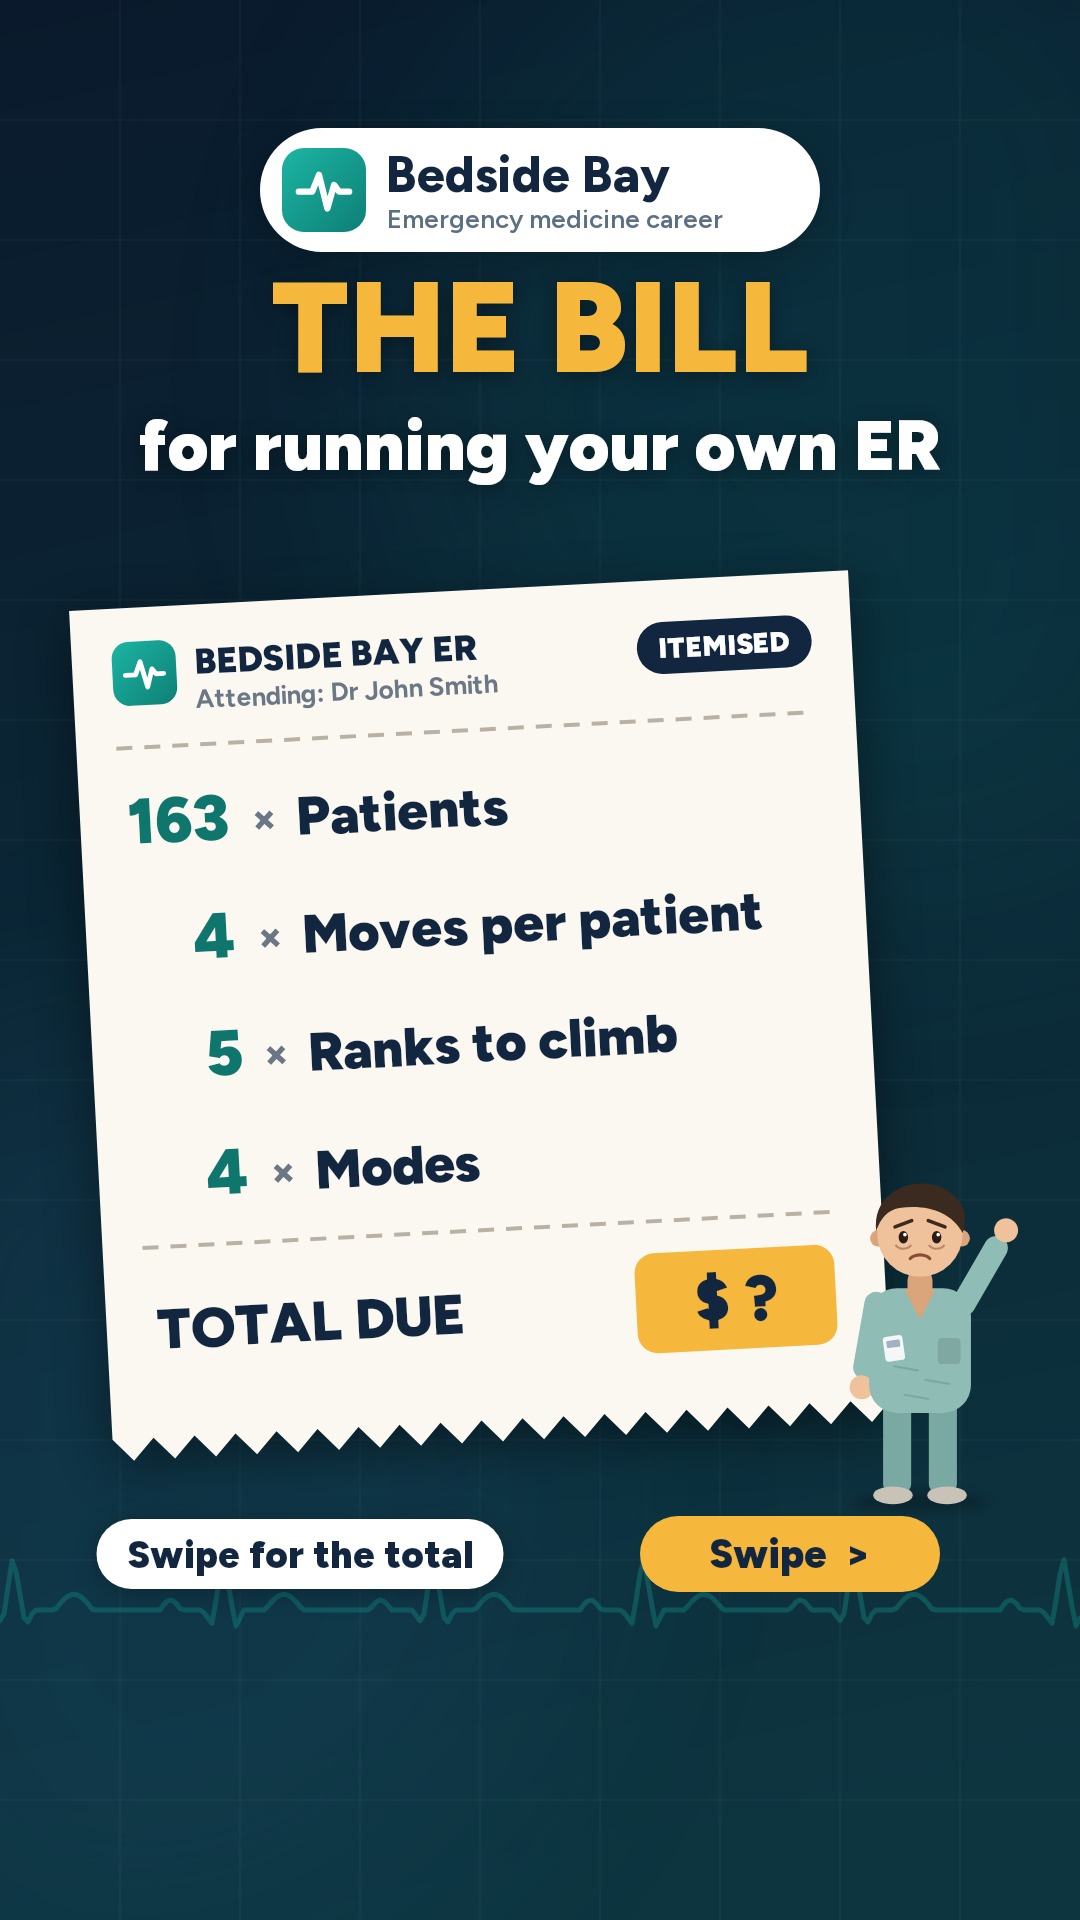 Bedside Bay
Emergency medicine career
THE BILL
for running your own ER
BEDSIDE BAY ER
Attending: Dr John Smith
ITEMISED
163 × Patients
4 × Moves per patient
5 × Ranks to climb
4 × Modes
TOTAL DUE
$ ?
Swipe for the total
Swipe >